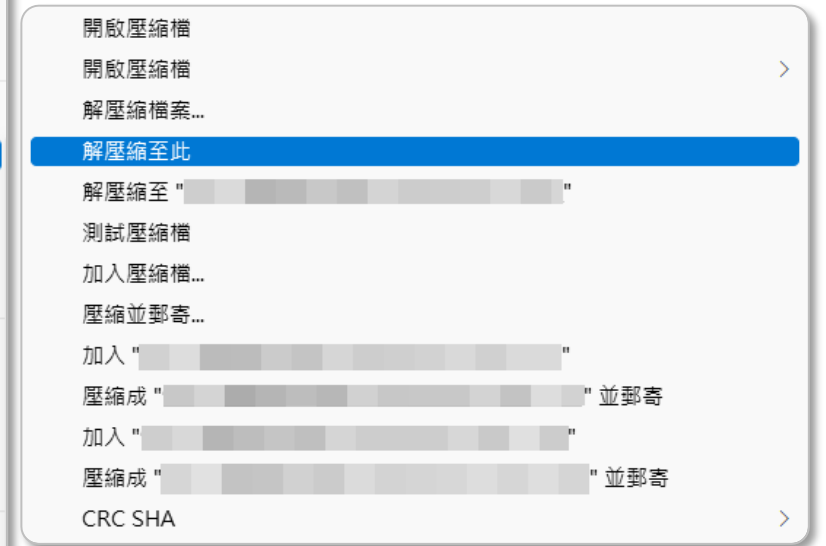 開啟壓縮檔
開啟壓縮檔
解壓縮檔案...
解壓縮至此
解壓縮至 " "
測試壓縮檔
加入壓縮檔...
壓縮並郵寄...
加入 " "
壓縮成 " " 並郵寄
加入 " "
壓縮成 " " 並郵寄
CRC SHA